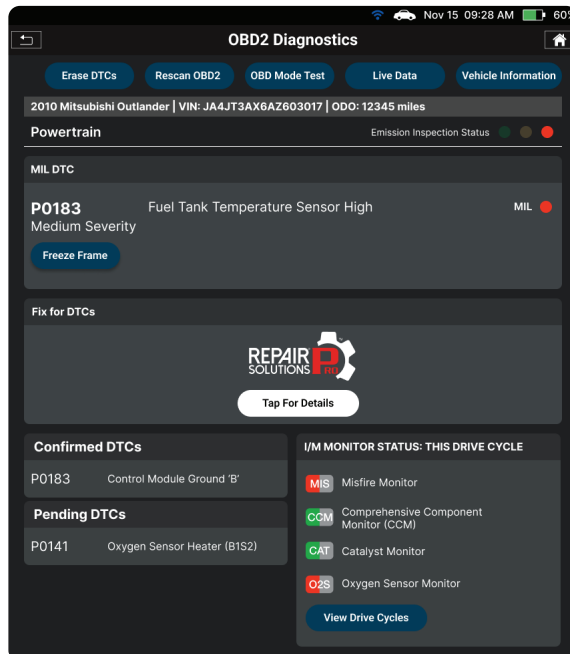 Nov 15 09:28 AM 60%
OBD2 Diagnostics
Erase DTCs Rescan OBD2 OBD Mode Test Live Data Vehicle Information
2010 Mitsubishi Outlander | VIN: JA4JT3AX6AZ603017 | ODO: 12345 miles
Powertrain Emission Inspection Status
MIL DTC
P0183 Fuel Tank Temperature Sensor High MIL
Medium Severity
Freeze Frame
Fix for DTCs
REPAIR
SOLUTIONS PRO
Tap For Details
Confirmed DTCs
P0183 Control Module Ground ‘B’
Pending DTCs
P0141 Oxygen Sensor Heater (B1S2)
I/M MONITOR STATUS: THIS DRIVE CYCLE
MIS Misfire Monitor
CCM Comprehensive Component
Monitor (CCM)
CAT Catalyst Monitor
O2S Oxygen Sensor Monitor
View Drive Cycles